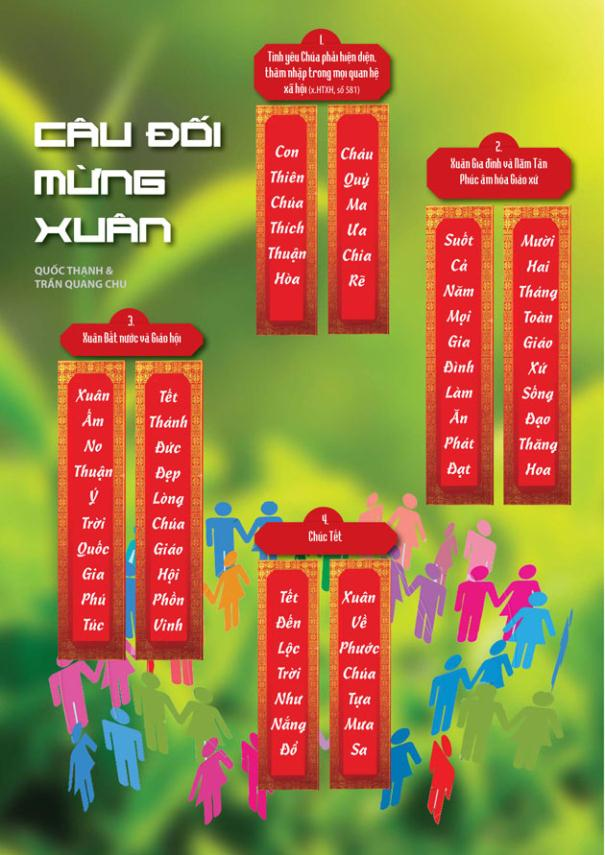 CÂU ĐỐI
MỪNG
XUÂN
QUỐC THẠNH &
TRẦN QUANG CHU
1.
Tình yêu Chúa phải hiện diện,
thâm nhập trong mọi quan hệ
xã hội (x.HTXH, số 581)
Con
Thiên
Chúa
Thích
Thuận
Hòa
Cháu
Quỷ
Ma
Ưa
Chia
Rẽ
2.
Xuân Gia đình và Năm Tân
Phúc âm hóa Giáo xứ
Suốt
Cả
Năm
Mọi
Gia
Đình
Làm
Ăn
Phát
Đạt
Mười
Hai
Tháng
Toàn
Giáo
Xứ
Sống
Đạo
Thăng
Hoa
3.
Xuân Đất nước và Giáo hội
Xuân
Ấm
No
Thuận
Ý
Trời
Quốc
Gia
Phú
Túc
Tết
Thánh
Đức
Đẹp
Lòng
Chúa
Giáo
Hội
Phồn
Vinh
4.
Chúc Tết
Tết
Đến
Lộc
Trời
Như
Nắng
Đổ
Xuân
Về
Phước
Chúa
Tựa
Mưa
Sa